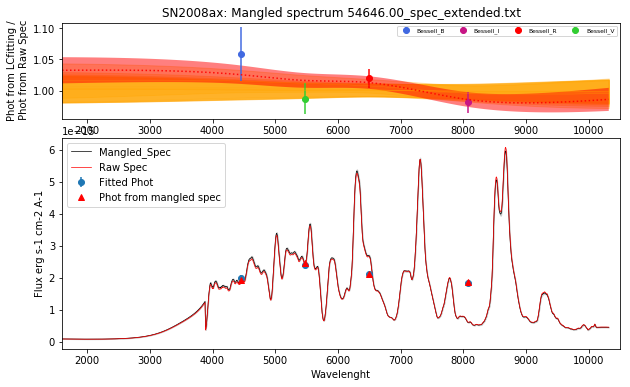 SN2008ax: Mangled spectrum 54646.00_spec_extended.txt
Phot from LCfitting /
Phot from Raw Spec
1.10
1.05
1.00
Bessell_B
Bessell_I
Bessell_R
Bessell_V
2000 3000 4000 5000 6000 7000 8000 9000 10000
1e−15
Flux erg s-1 cm-2 A-1
6
5
4
3
2
1
0
Mangled_Spec
Raw Spec
Fitted Phot
Phot from mangled spec
2000 3000 4000 5000 6000 7000 8000 9000 10000
Wavelenght